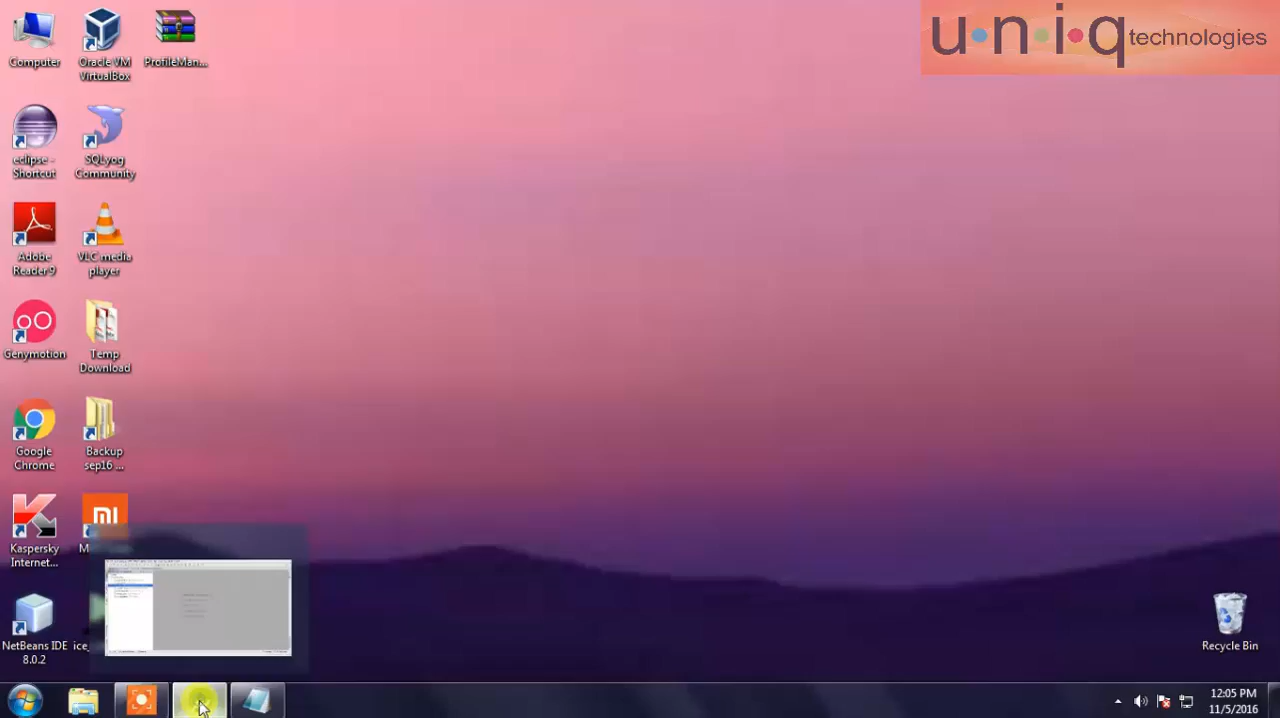 u·n·i·q technologies
Computer
Oracle VM
VirtualBox
ProfileMan...
eclipse -
Shortcut
SQLyog
Community
Adobe
Reader 9
VLC media
player
Genymotion
Temp
Download
Google
Chrome
Backup
sep16 ...
Kaspersky
Internet...
NetBeans IDE
8.0.2
Recycle Bin
12:05 PM
11/5/2016